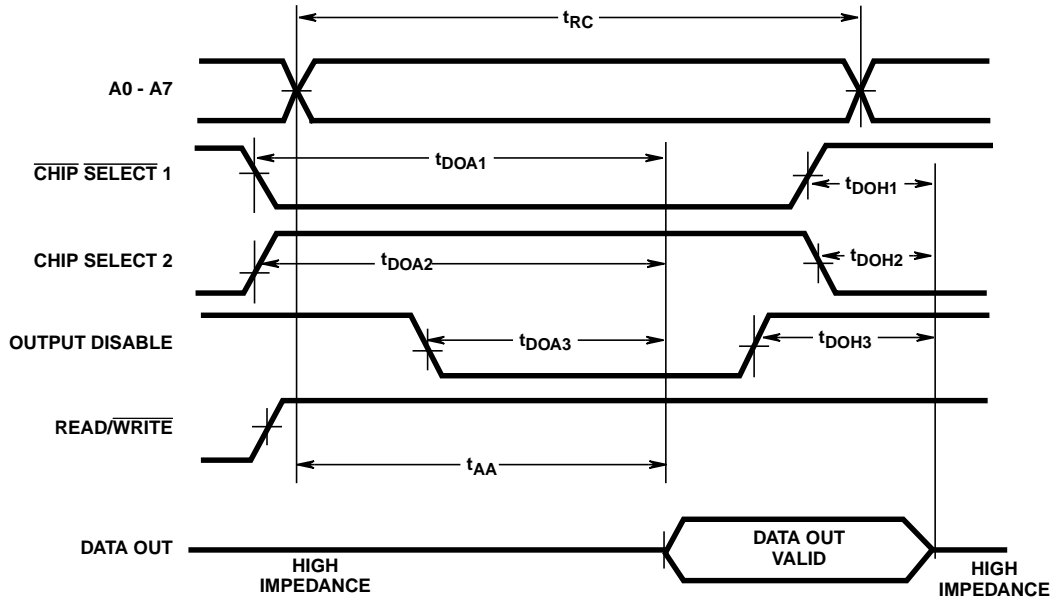 tRC
A0 - A7
CHIP SELECT 1
tDOA1
tDOH1
CHIP SELECT 2
tDOA2
tDOH2
OUTPUT DISABLE
tDOA3
tDOH3
READ/WRITE
tAA
DATA OUT
HIGH
IMPEDANCE
DATA OUT
VALID
HIGH
IMPEDANCE